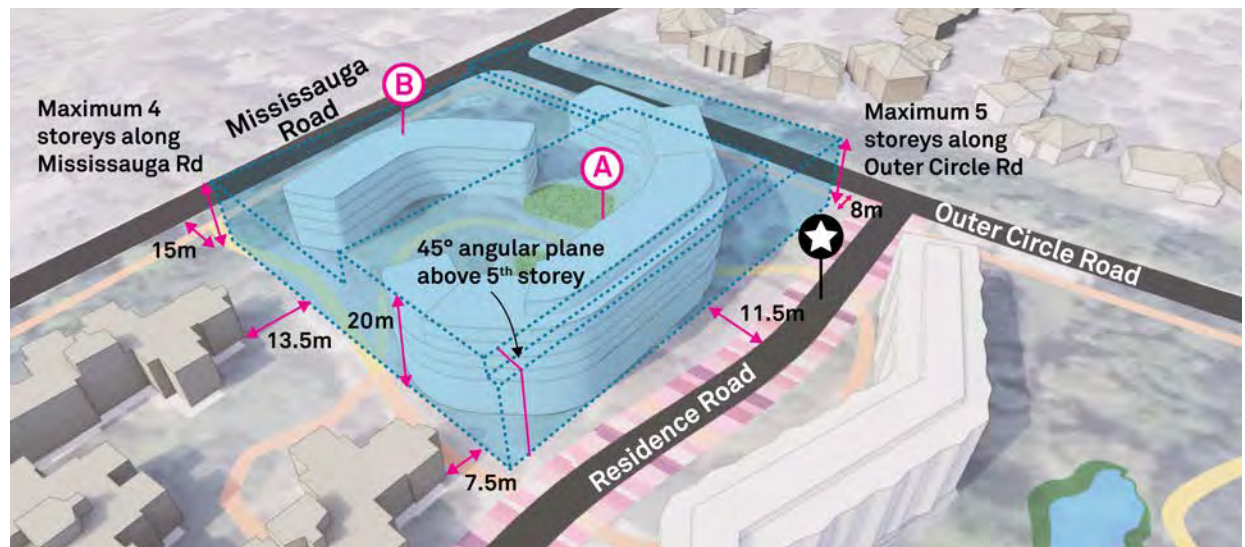 Mississauga
Road
B
Maximum 4
storeys along
Mississauga Rd
A
Maximum 5
storeys along
Outer Circle Rd
15m
8m
Outer Circle Road
45° angular plane
above 5th storey
20m
13.5m
11.5m
Residence Road
7.5m